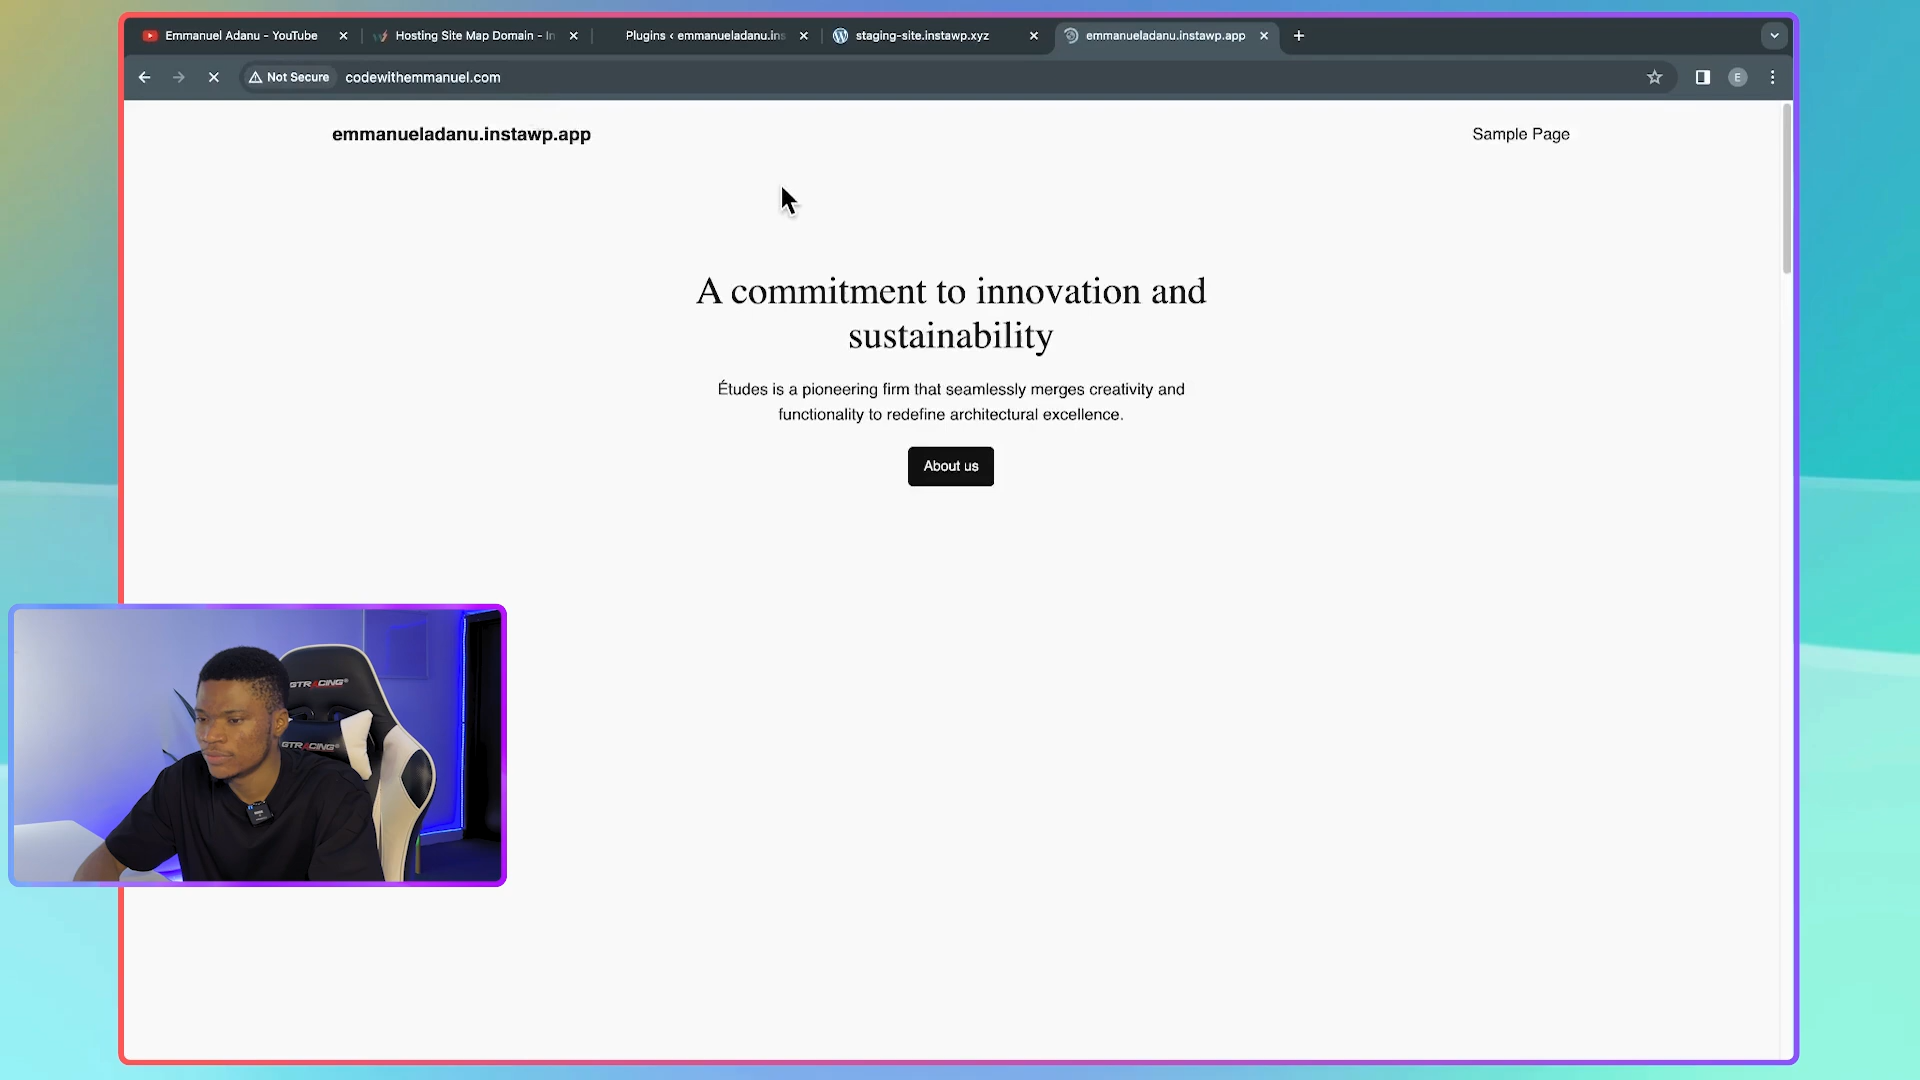 Emmanuel Adanu - YouTube
Hosting Site Map Domain - In
Plugins ‹ emmanueladanu.ins
staging-site.instawp.xyz
emmanueladanu.instawp.app
Not Secure
codewithemmanuel.com
E
emmanueladanu.instawp.app
Sample Page
A commitment to innovation and
sustainability
Études is a pioneering firm that seamlessly merges creativity and
functionality to redefine architectural excellence.
About us
GTRACING
GTRACING